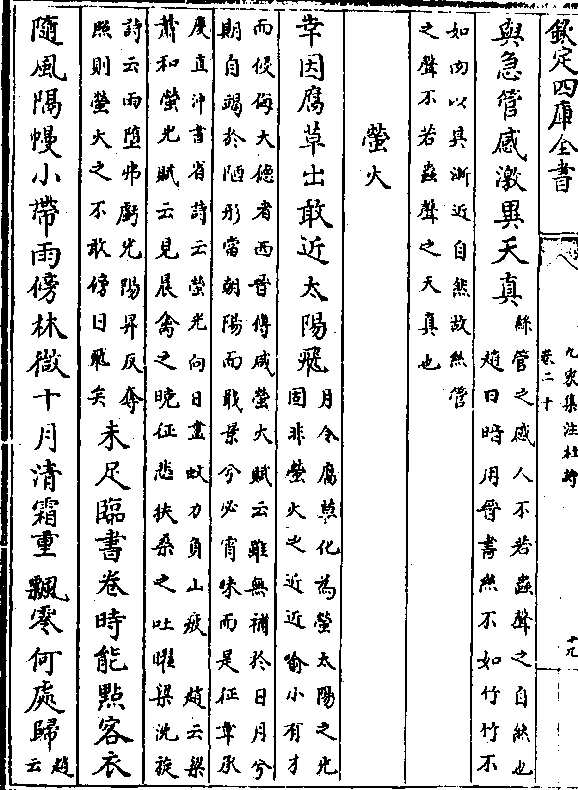 欽定四庫全書
九家集注杜詩
卷二十
十九
與急管感激異天真
絲管之感人不若蟲聲之自然也
趙曰暗用晉書絲不如竹竹不
如肉以其漸近自然故絲管
之聲不若蟲聲之天真也
螢火
幸因腐草出敢近太陽飛
月令腐草化為螢太陽之光
固非螢火之近近喻小有才
而侵侮大德者西晉傅咸螢火賦云雖無補於日月兮
期自竭於陋形當朝陽而戢景兮必宵昧而是征韋承
慶直沖書省詩云螢光向日盡蚊力負山疲趙云梁
蕭和螢光賦云見晨禽之晚征悲扶桑之吐曜梁沈旋
詩云雨墮弗虧光陽昇反奪
照則螢火之不敢傍日飛矣
未足臨書卷時能點客衣
隨風隔幔小帶雨傍林微十月清霜重飄零何處歸
趙
云